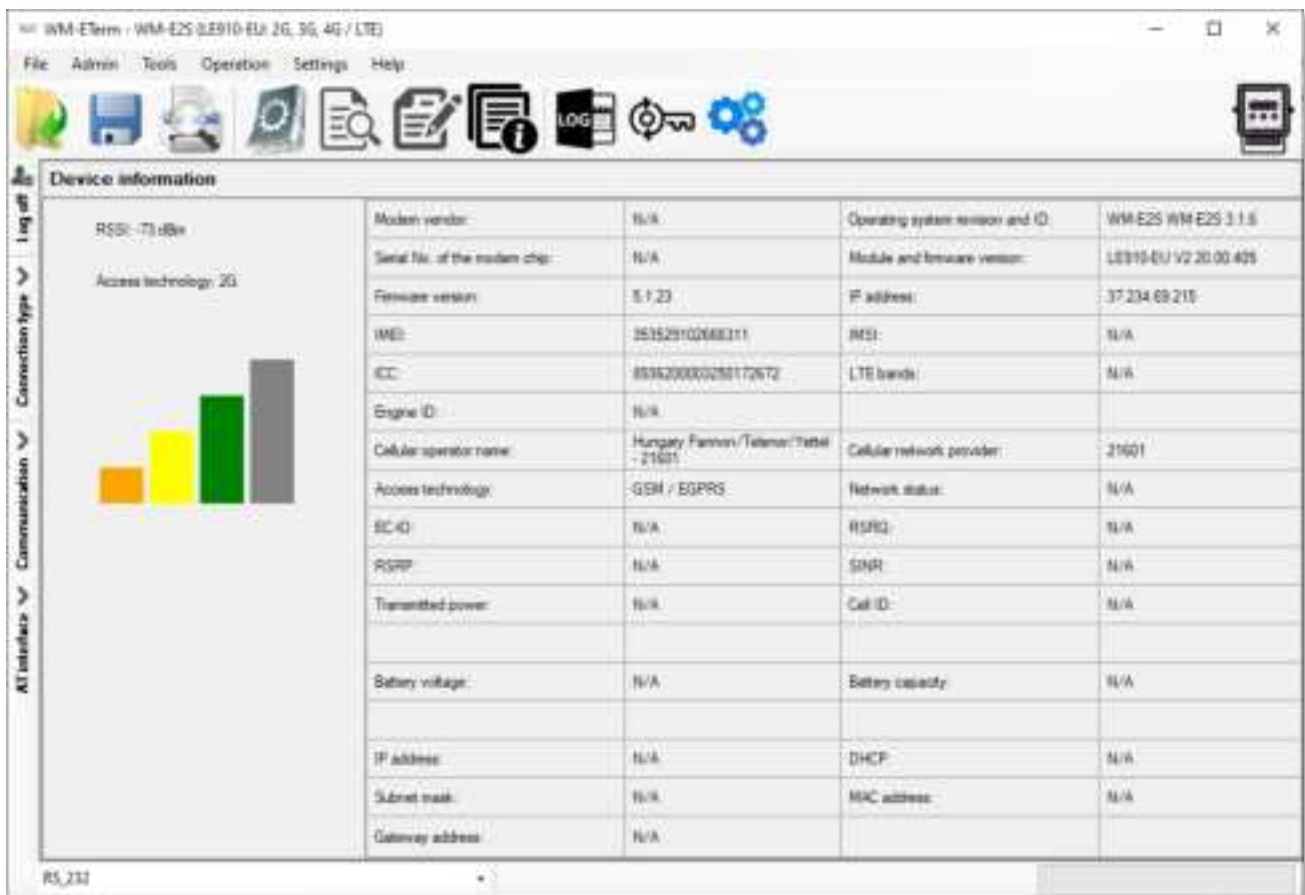 WM-ETerm - WM-E2S (LE910-EU: 2G, 3G, 4G / LTE)
File Admin Tools Operation Settings Help
LOG
Device information
Log off
Connection type
Communication
AT interface
RSSI: -73 dBm
Access technology: 2G
Modem vendor: N/A Operating system revision and ID: WM-E2S WM-E2S 3.1.6
Serial No. of the modem chip: N/A Module and firmware version: LE910-EU V2 20.00.405
Firmware version: 5.1.23 IP address: 37.234.69.215
IMEI: IMSI: N/A
ICC: LTE bands: N/A
Engine ID: N/A
Cellular operator name: Hungary Pannon/Telenor/Yettel - 21601 Cellular network provider: 21601
Access technology: GSM / EGPRS Network status: N/A
EC-IO: N/A RSRQ: N/A
RSRP: N/A SINR: N/A
Transmitted power: N/A Cell ID: N/A
Battery voltage: N/A Battery capacity: N/A
IP address: N/A DHCP: N/A
Subnet mask: N/A MAC address: N/A
Gateway address: N/A
RS_232